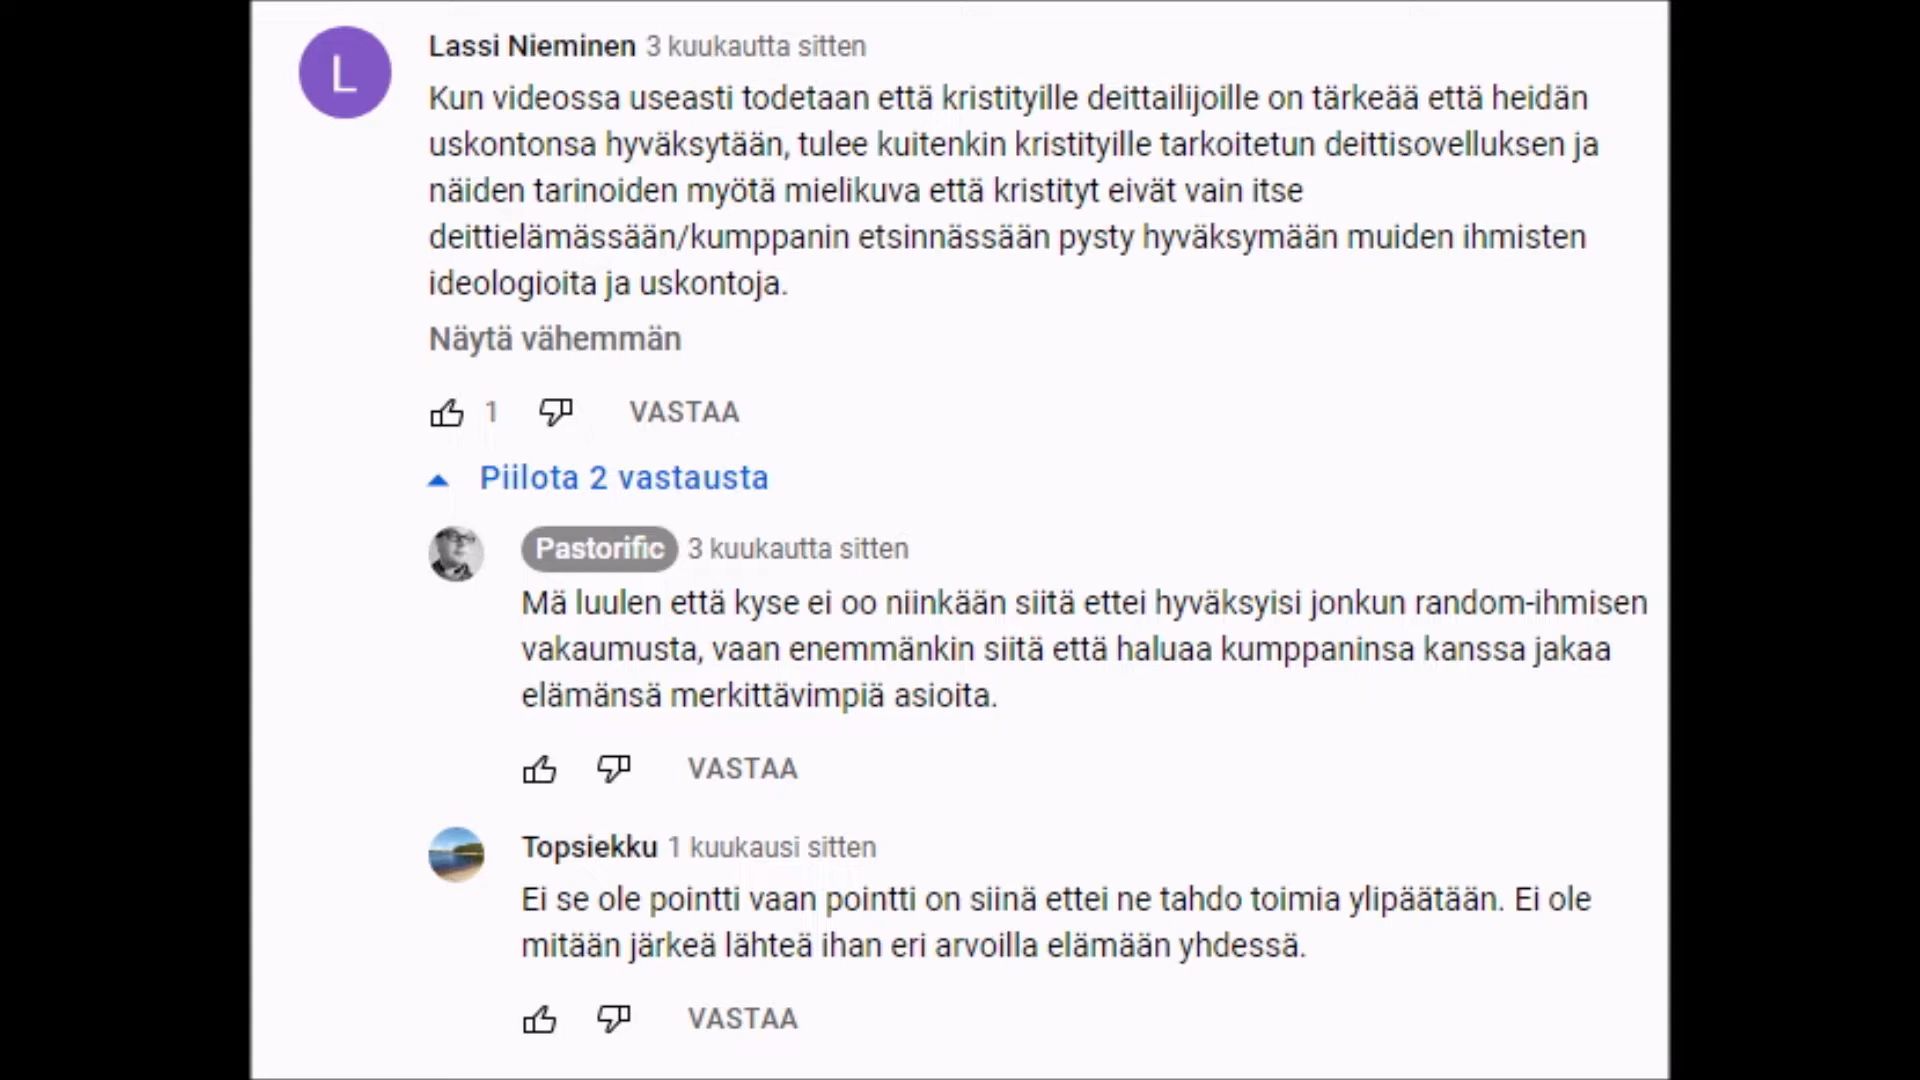 L
Lassi Nieminen 3 kuukautta sitten
Kun videossa useasti todetaan että kristityille deittailijoille on tärkeää että heidän
uskontonsa hyväksytään, tulee kuitenkin kristityille tarkoitetun deittisovelluksen ja
näiden tarinoiden myötä mielikuva että kristityt eivät vain itse
deittielämässään/kumppanin etsinnässään pysty hyväksymään muiden ihmisten
ideologioita ja uskontoja.
Näytä vähemmän
1 VASTAA
Piilota 2 vastausta
Pastorific 3 kuukautta sitten
Mä luulen että kyse ei oo niinkään siitä ettei hyväksyisi jonkun random-ihmisen
vakaumusta, vaan enemmänkin siitä että haluaa kumppaninsa kanssa jakaa
elämänsä merkittävimpiä asioita.
VASTAA
Topsiekku 1 kuukausi sitten
Ei se ole pointti vaan pointti on siinä ettei ne tahdo toimia ylipäätään. Ei ole
mitään järkeä lähteä ihan eri arvoilla elämään yhdessä.
VASTAA